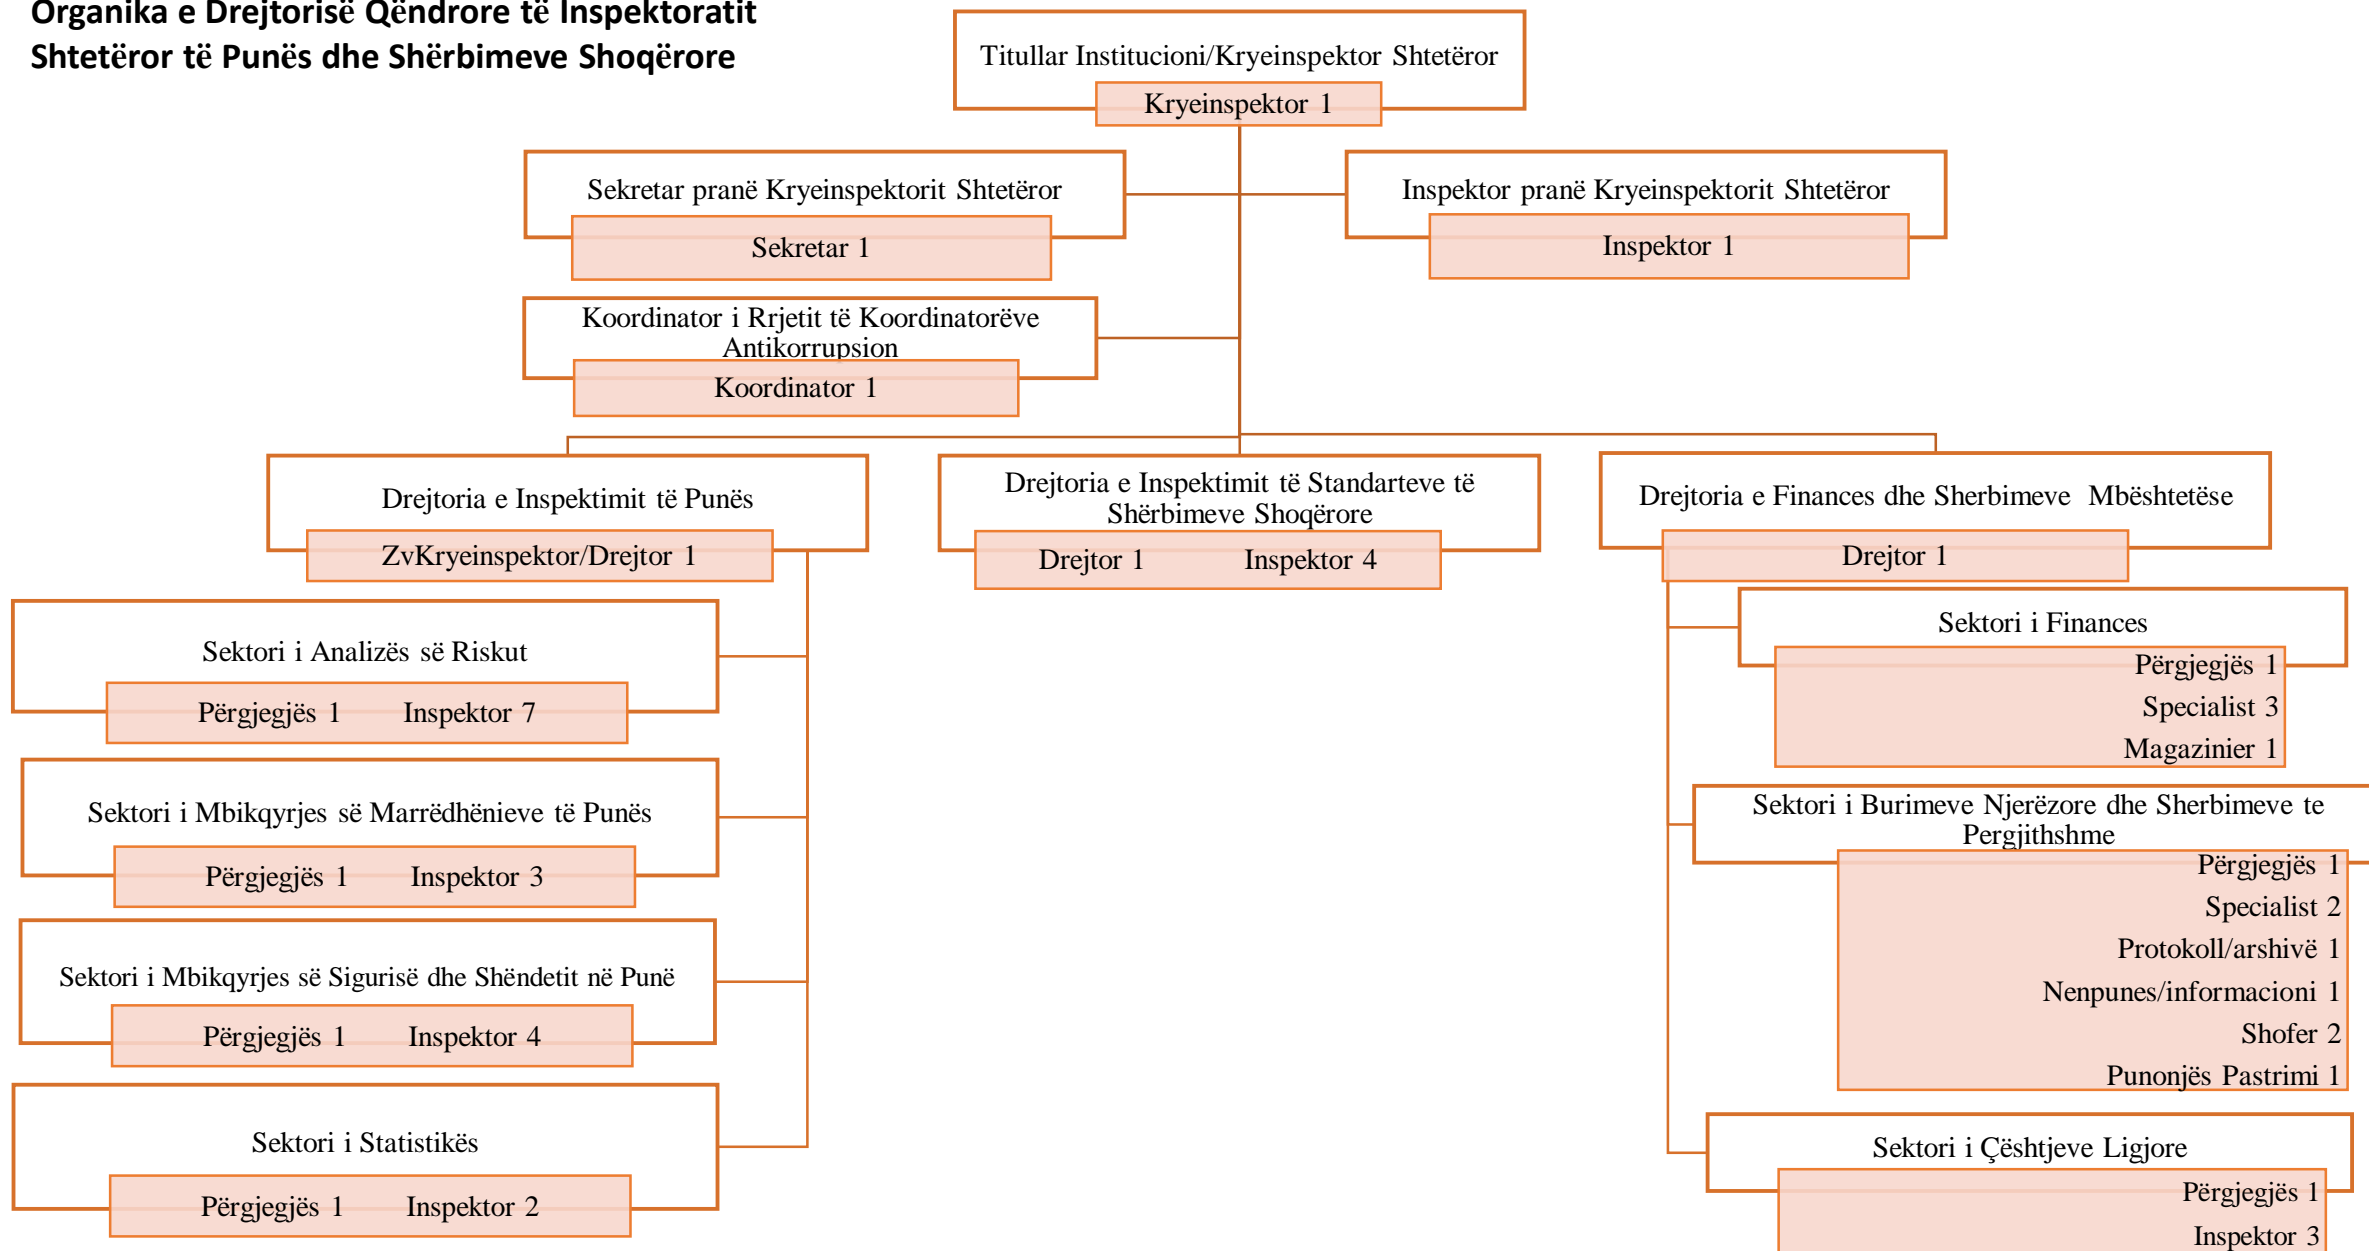 Organika e Drejtorisë Qëndrore të Inspektoratit
Shtetëror të Punës dhe Shërbimeve Shoqërore
Titullar Institucioni/Kryeinspektor Shtetëror
Kryeinspektor 1
Sekretar pranë Kryeinspektorit Shtetëror
Sekretar 1
Inspektor pranë Kryeinspektorit Shtetëror
Inspektor 1
Koordinator i Rrjetit të Koordinatorëve
Antikorrupsion
Koordinator 1
Drejtoria e Inspektimit të Punës
ZvKryeinspektor/Drejtor 1
Sektori i Analizës së Riskut
Përgjegjës 1 Inspektor 7
Sektori i Mbikqyrjes së Marrëdhënieve të Punës
Përgjegjës 1 Inspektor 3
Sektori i Mbikqyrjes së Sigurisë dhe Shëndetit në Punë
Përgjegjës 1 Inspektor 4
Sektori i Statistikës
Përgjegjës 1 Inspektor 2
Drejtoria e Inspektimit të Standarteve të
Shërbimeve Shoqërore
Drejtor 1 Inspektor 4
Drejtoria e Finances dhe Sherbimeve Mbështetëse
Drejtor 1
Sektori i Finances
Përgjegjës 1
Specialist 3
Magazinier 1
Sektori i Burimeve Njerëzore dhe Sherbimeve te
Pergjithshme
Përgjegjës 1
Specialist 2
Protokoll/arshivë 1
Nenpunes/informacioni 1
Shofer 2
Punonjës Pastrimi 1
Sektori i Çështjeve Ligjore
Përgjegjës 1
Inspektor 3